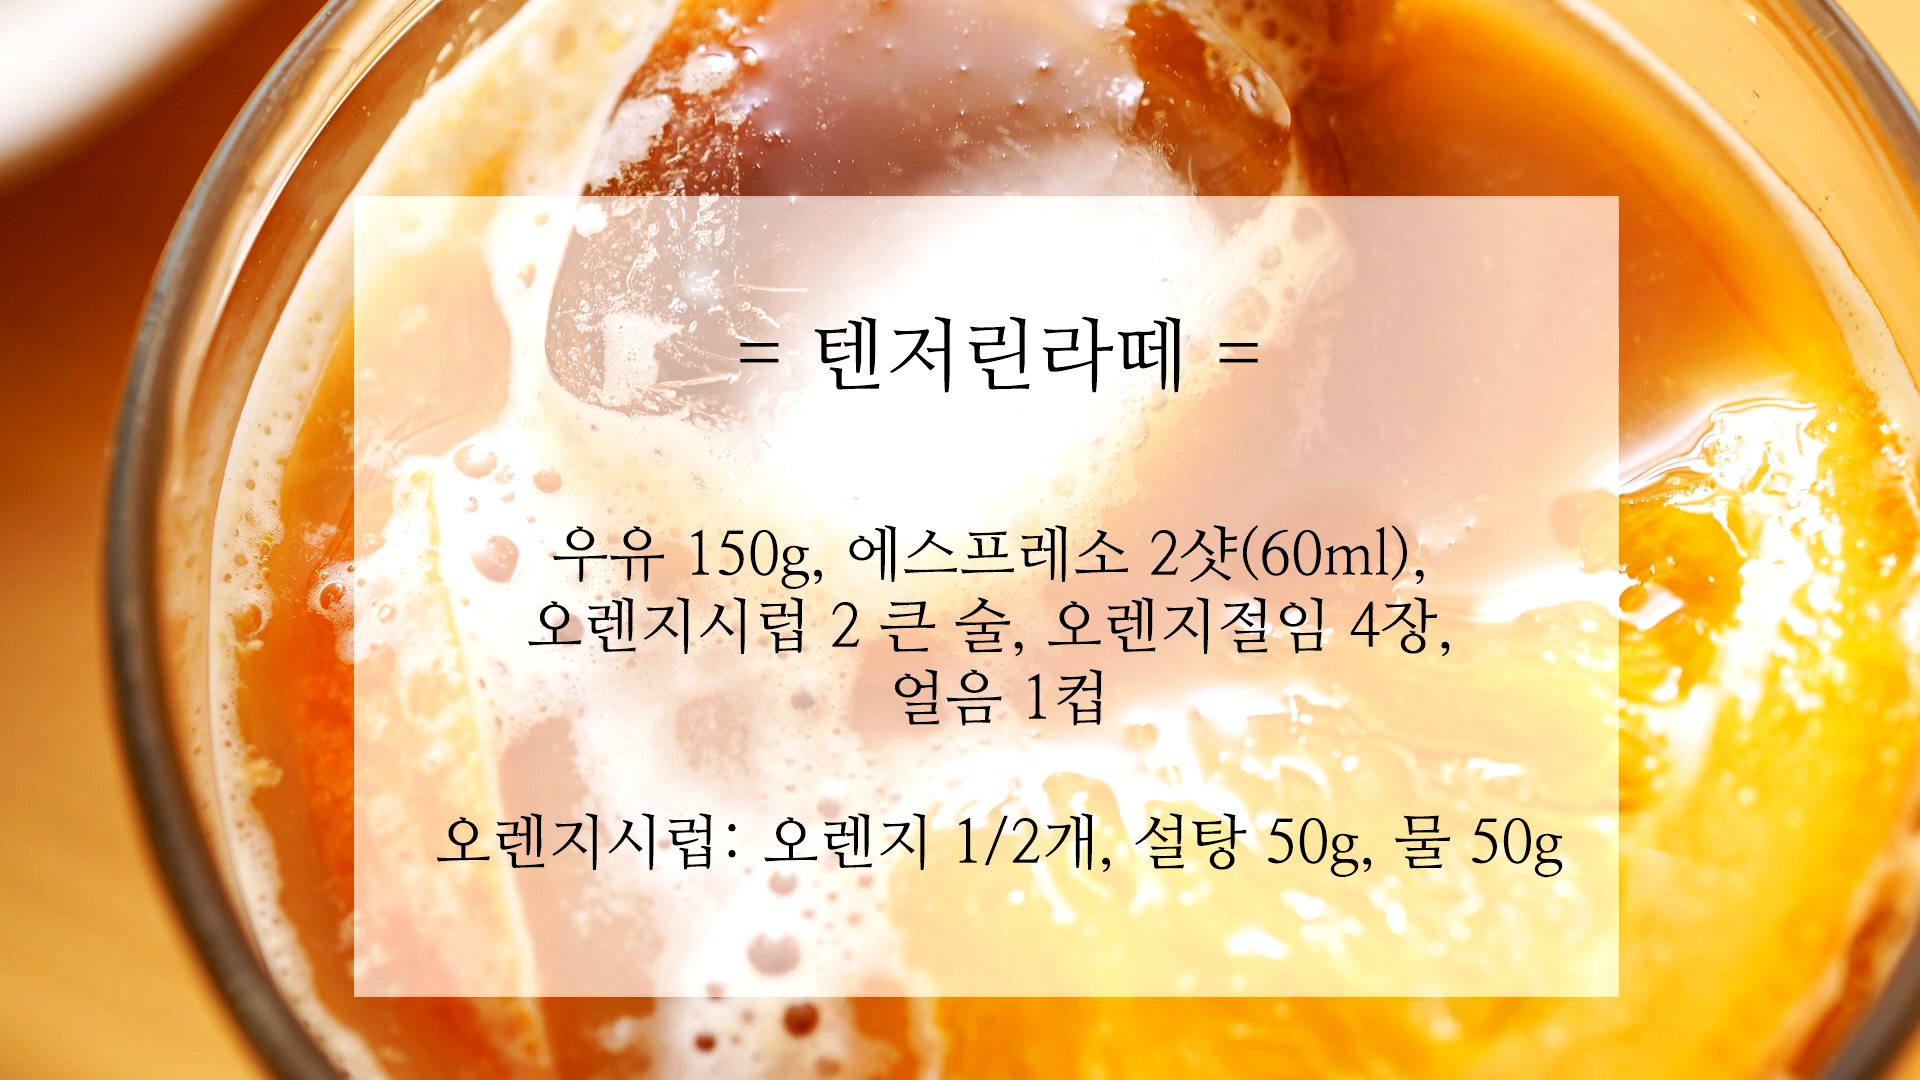 = 텐저린라떼 =
우유 150g, 에스프레소 2샷(60ml),
오렌지시럽 2 큰 술, 오렌지절임 4장,
얼음 1컵
오렌지시럽: 오렌지 1/2개, 설탕 50g, 물 50g